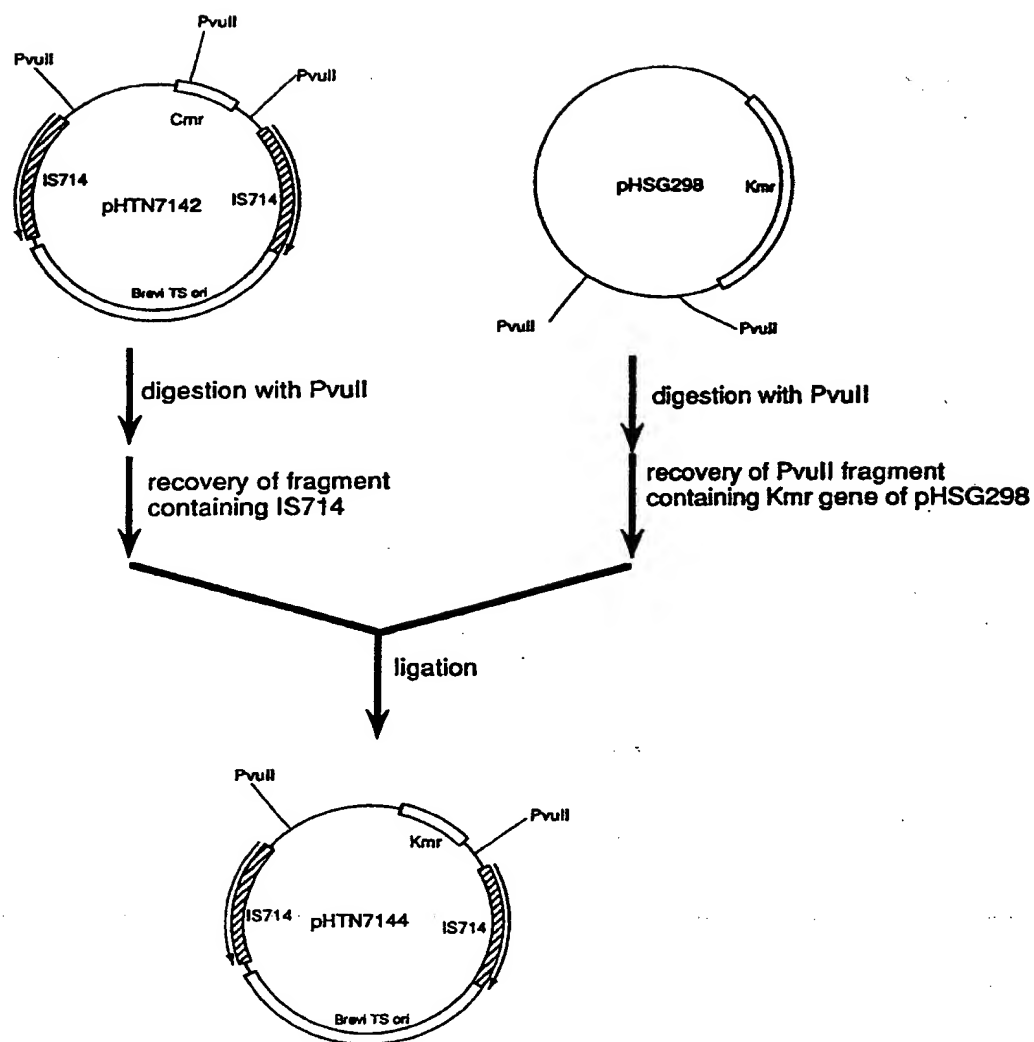 PvuII
PvuII
PvuII
Cmr
IS714
IS714
pHTN7142
Brevi TS ori
pHSG298
Kmr
PvuII
PvuII
digestion with PvuII
digestion with PvuII
recovery of fragment
containing IS714
recovery of PvuII fragment
containing Kmr gene of pHSG298
ligation
PvuII
PvuII
Kmr
IS714
pHTN7144
IS714
Brevi TS ori